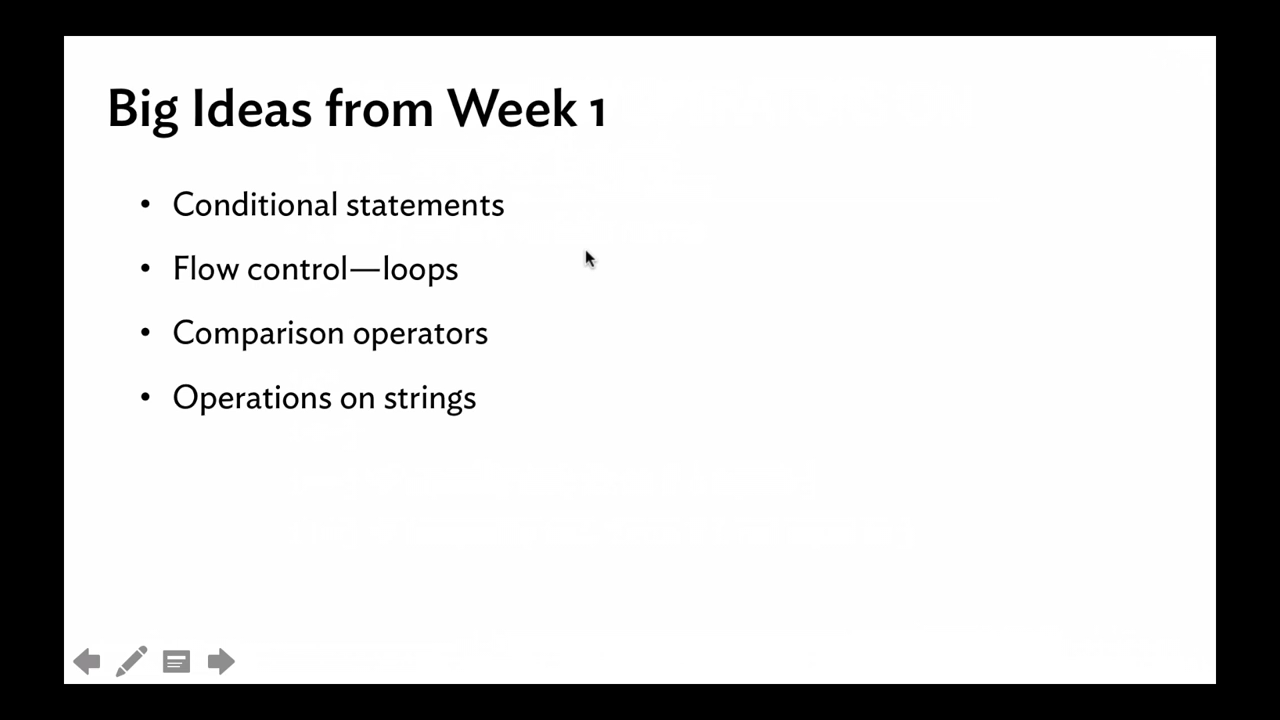 Big Ideas from Week 1
• Conditional statements
• Flow control—loops
• Comparison operators
• Operations on strings